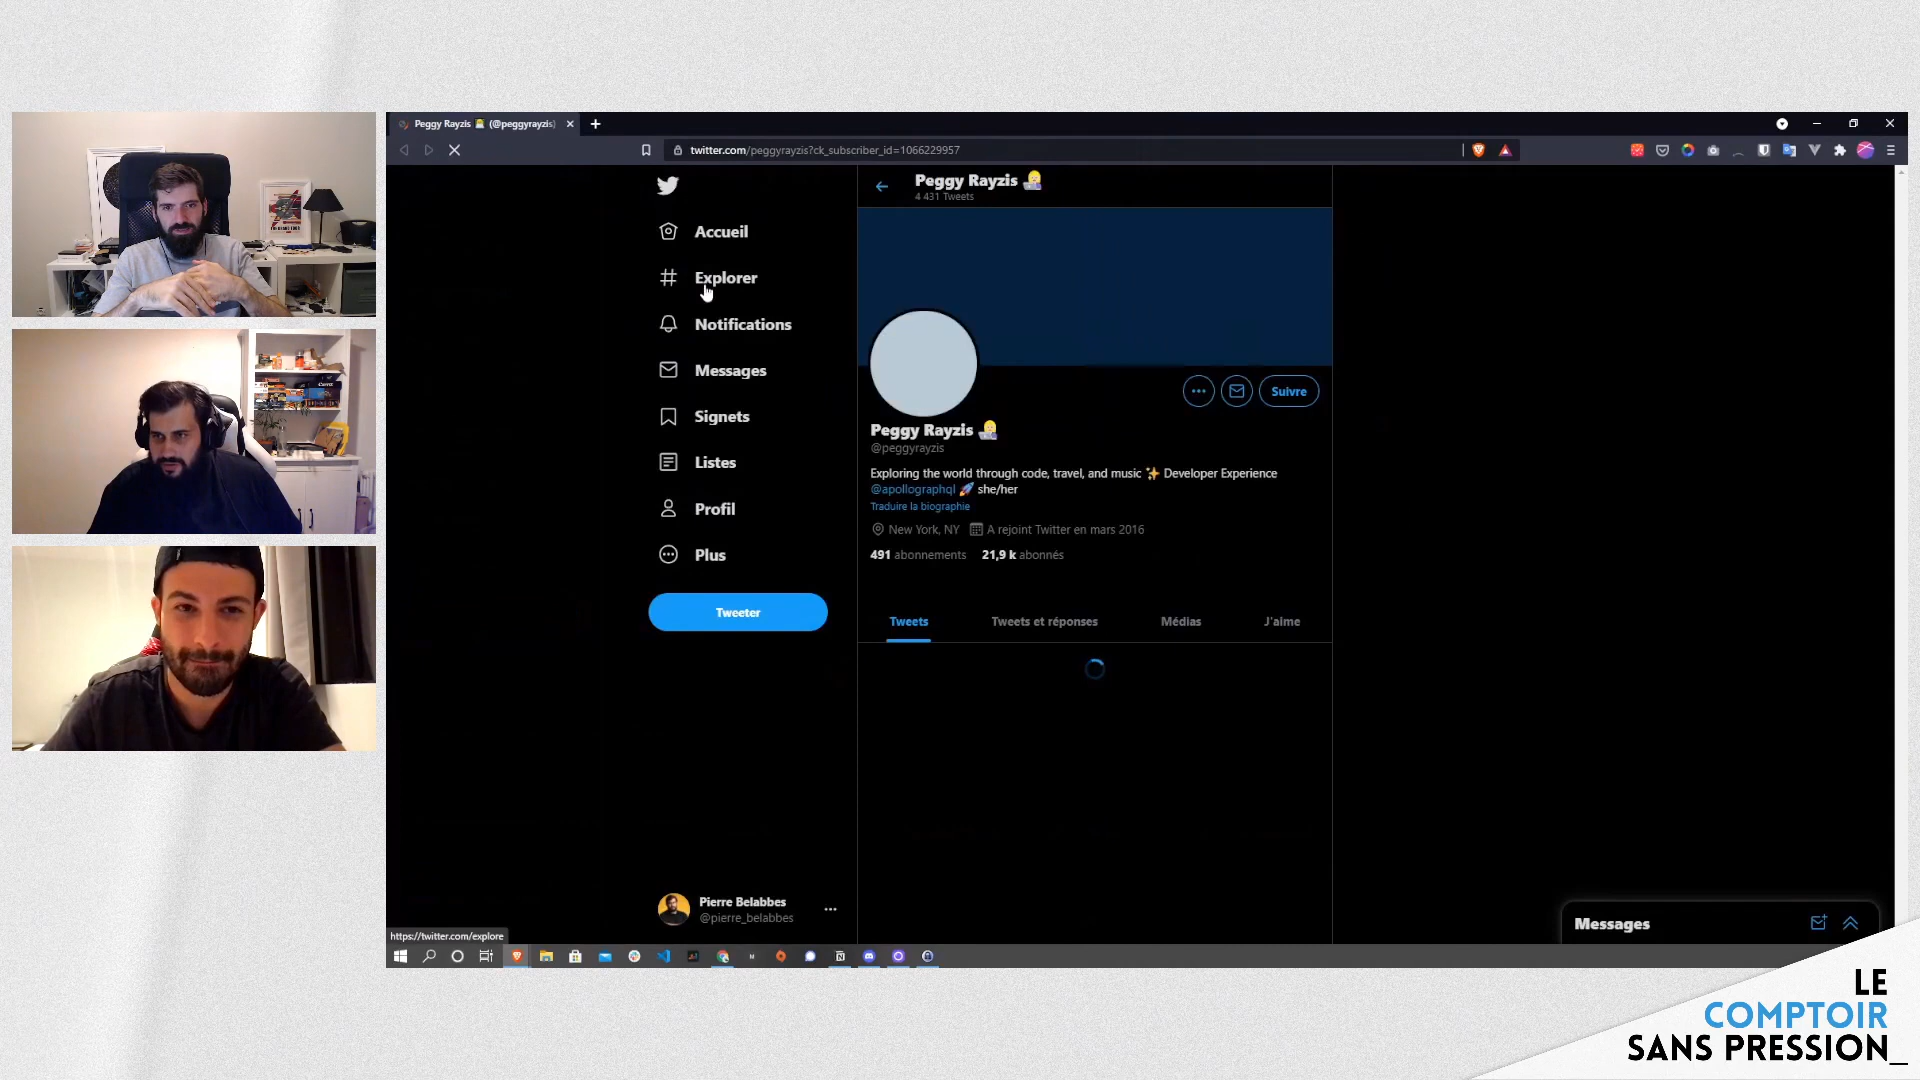 Peggy Rayzis 👩‍💻 (@peggyrayzis)
twitter.com/peggyrayzis?ck_subscriber_id=1066229957
Peggy Rayzis 👩‍💻
4 431 Tweets
Accueil
Explorer
Notifications
Messages
Signets
Listes
Profil
Plus
Tweeter
Suivre
Peggy Rayzis 👩‍💻
@peggyrayzis
Exploring the world through code, travel, and music ✨ Developer Experience
@apollographql 🚀 she/her
Traduire la biographie
New York, NY A rejoint Twitter en mars 2016
491 abonnements 21,9 k abonnés
Tweets Tweets et réponses Médias J'aime
Pierre Belabbes
@pierre_belabbes
Messages
https://twitter.com/explore
LE
COMPTOIR
SANS PRESSION_